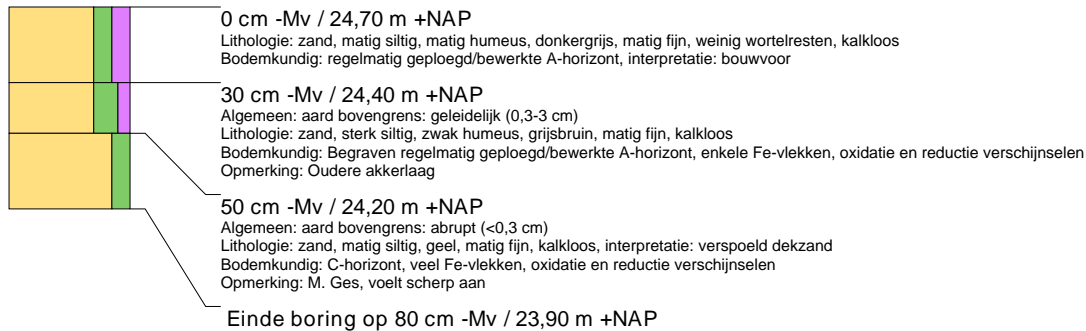 0 cm -Mv / 24,70 m +NAP
Lithologie: zand, matig siltig, matig humeus, donkergrijs, matig fijn, weinig wortelresten, kalkloos
Bodemkundig: regelmatig geploegd/bewerkte A-horizont, interpretatie: bouwvoor
30 cm -Mv / 24,40 m +NAP
Algemeen: aard bovengrens: geleidelijk (0,3-3 cm)
Lithologie: zand, sterk siltig, zwak humeus, grijsbruin, matig fijn, kalkloos
Bodemkundig: Begraven regelmatig geploegd/bewerkte A-horizont, enkele Fe-vlekken, oxidatie en reductie verschijnselen
Opmerking: Oudere akkerlaag
50 cm -Mv / 24,20 m +NAP
Algemeen: aard bovengrens: abrupt (<0,3 cm)
Lithologie: zand, matig siltig, geel, matig fijn, kalkloos, interpretatie: verspoeld dekzand
Bodemkundig: C-horizont, veel Fe-vlekken, oxidatie en reductie verschijnselen
Opmerking: M. Ges, voelt scherp aan
Einde boring op 80 cm -Mv / 23,90 m +NAP